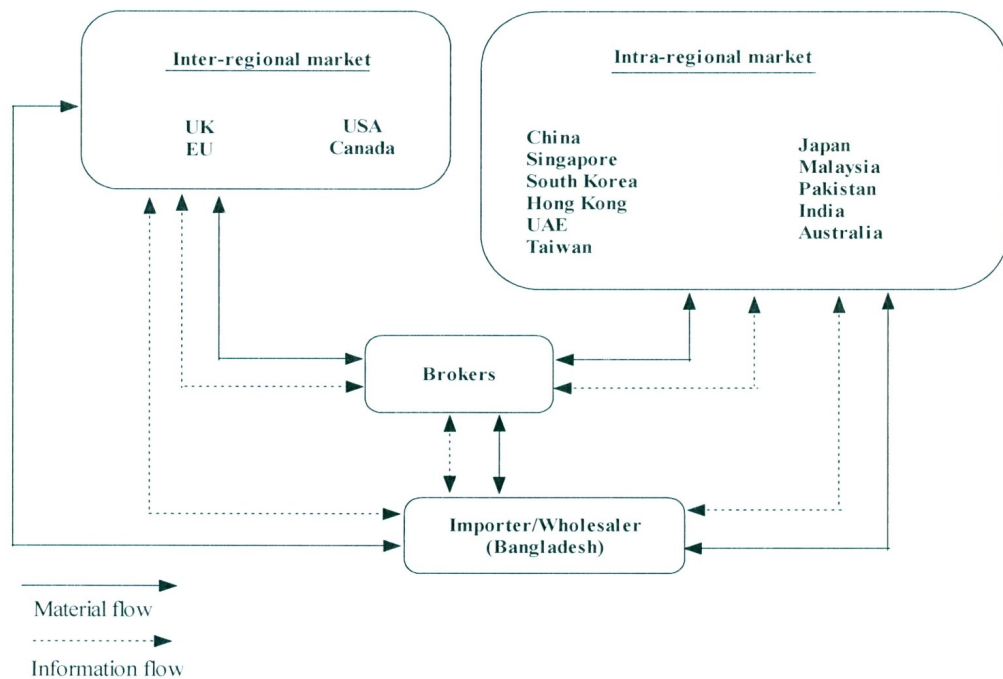 Inter-regional market
UK
EU
USA
Canada
Intra-regional market
China
Singapore
South Korea
Hong Kong
UAE
Taiwan
Japan
Malaysia
Pakistan
India
Australia
Brokers
Importer/Wholesaler
(Bangladesh)
Material flow
Information flow